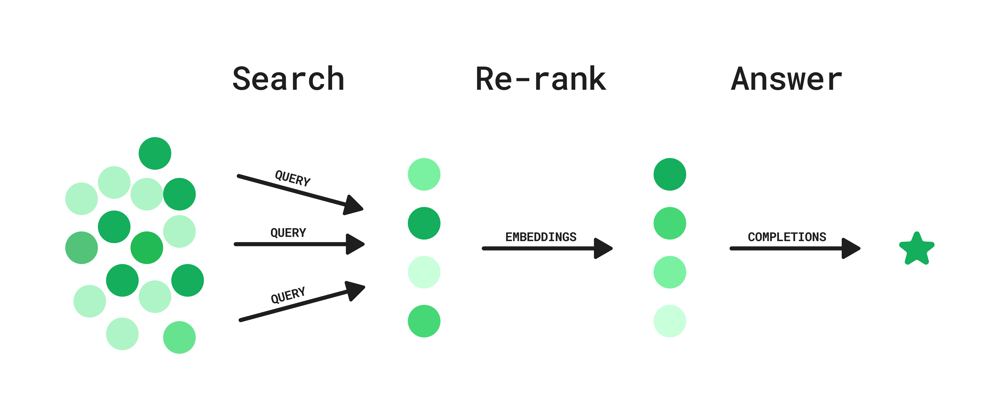 Search
Re-rank
Answer
QUERY
QUERY
QUERY
EMBEDDINGS
COMPLETIONS